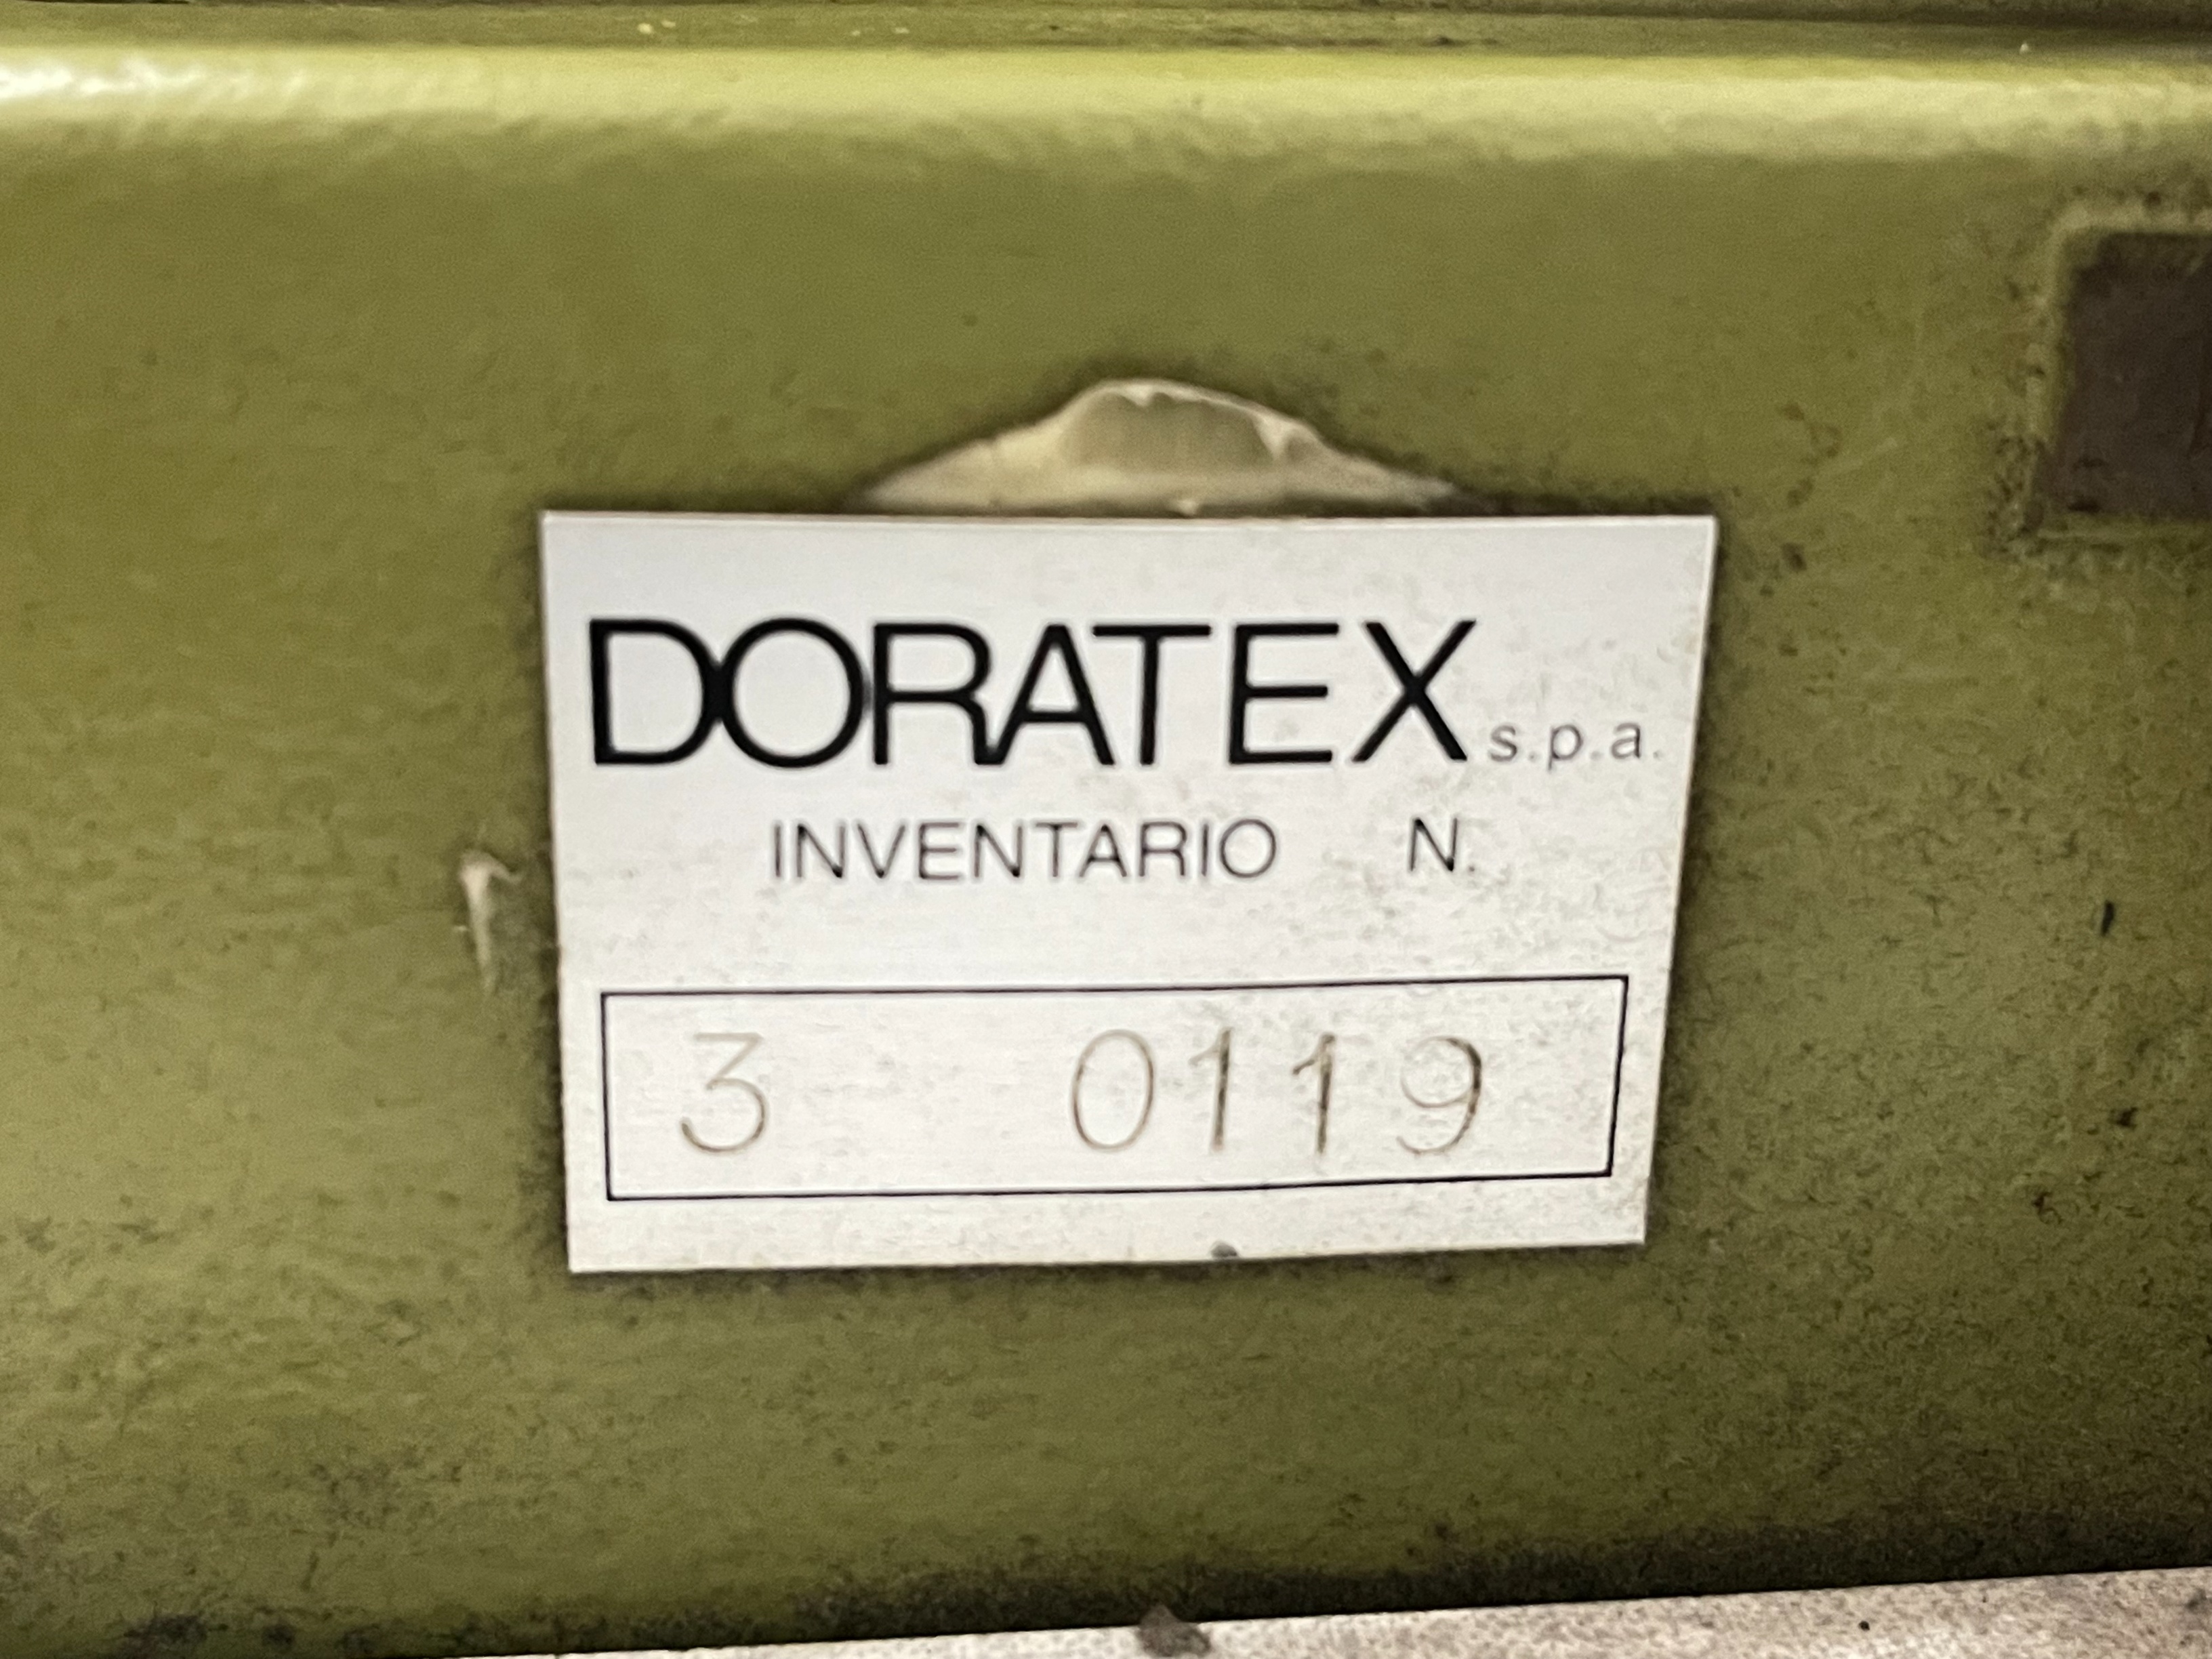 DORATEX s.p.a.
INVENTARIO N.
3 0119